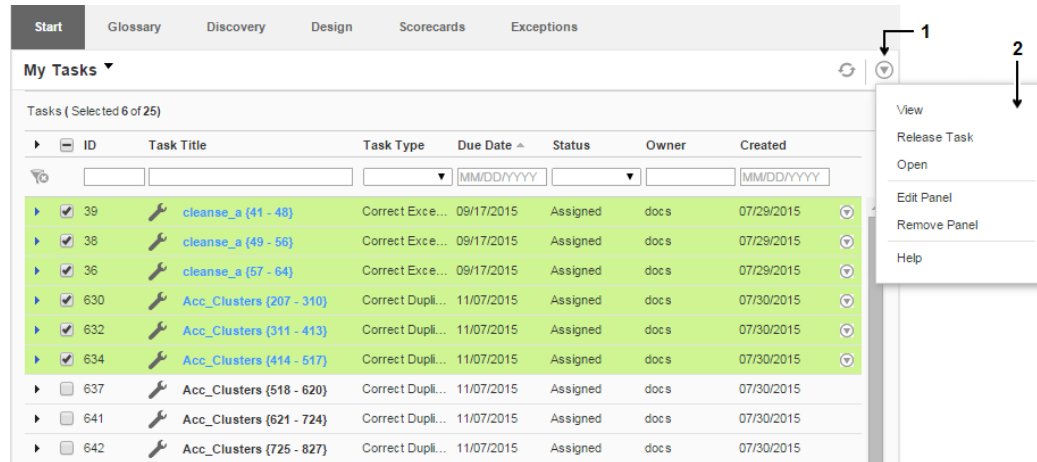 Start Glossary Discovery Design Scorecards Exceptions
1
2
My Tasks
Tasks ( Selected 6 of 25)
View
Release Task
Open
Edit Panel
Remove Panel
Help
ID Task Title Task Type Due Date Status Owner Created
MM/DD/YYYY MM/DD/YYYY
39 cleanse_a {41 - 48} Correct Exce... 09/17/2015 Assigned docs 07/29/2015
38 cleanse_a {49 - 56} Correct Exce... 09/17/2015 Assigned docs 07/29/2015
36 cleanse_a {57 - 64} Correct Exce... 09/17/2015 Assigned docs 07/29/2015
630 Acc_Clusters {207 - 310} Correct Dupli... 11/07/2015 Assigned docs 07/30/2015
632 Acc_Clusters {311 - 413} Correct Dupli... 11/07/2015 Assigned docs 07/30/2015
634 Acc_Clusters {414 - 517} Correct Dupli... 11/07/2015 Assigned docs 07/30/2015
637 Acc_Clusters {518 - 620} Correct Dupli... 11/07/2015 Assigned docs 07/30/2015
641 Acc_Clusters {621 - 724} Correct Dupli... 11/07/2015 Assigned docs 07/30/2015
642 Acc_Clusters {725 - 827} Correct Dupli... 11/07/2015 Assigned docs 07/30/2015